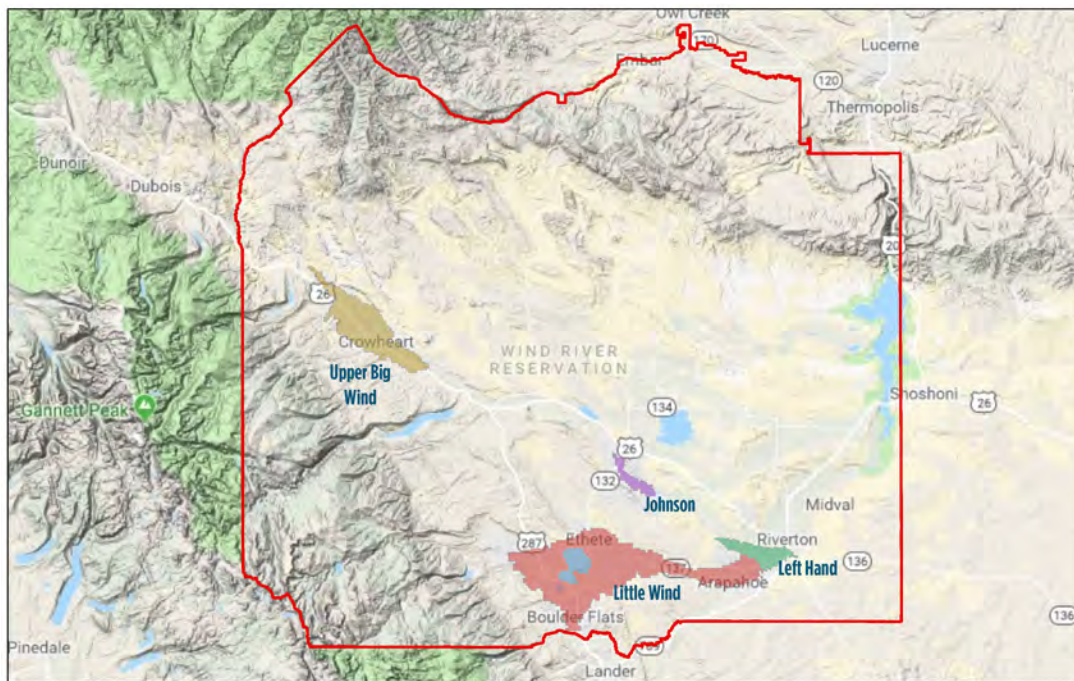 Owl Creek
170
Embar
Lucerne
120
Thermopolis
Dunoir
Dubois
20
26
Crowheart
WIND RIVER
RESERVATION
Upper Big
Wind
Gannett Peak
134
Shoshoni
26
26
132
Johnson
Midval
287
Ethete
Riverton
137
Left Hand
136
Arapahoe
Little Wind
Boulder Flats
136
Pinedale
Lander